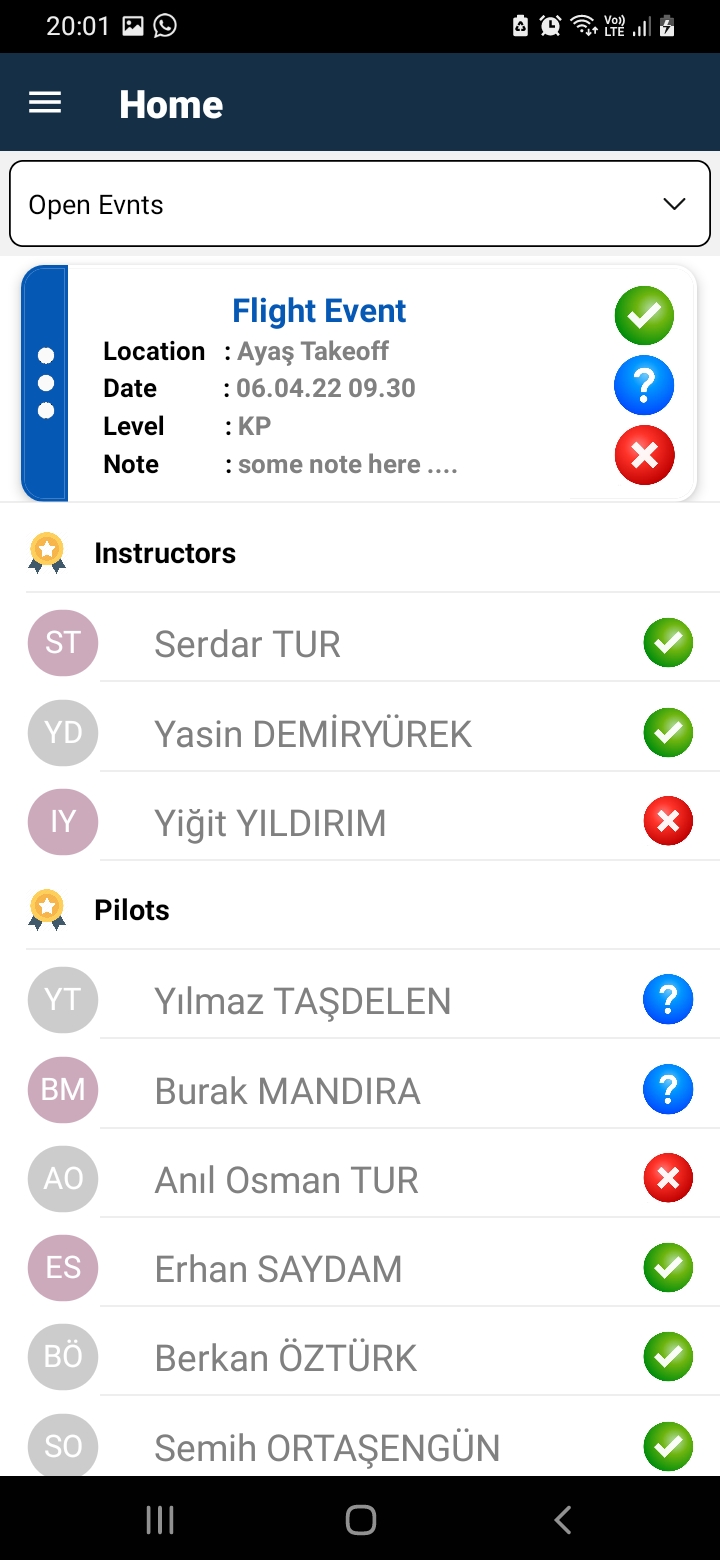 20:01
Vo))
LTE
Home
Open Evnts
Flight Event
Location : Ayaş Takeoff
Date : 06.04.22 09.30
Level : KP
Note : some note here ....
Instructors
ST Serdar TUR
YD Yasin DEMİRYÜREK
IY Yiğit YILDIRIM
Pilots
YT Yılmaz TAŞDELEN
BM Burak MANDIRA
AO Anıl Osman TUR
ES Erhan SAYDAM
BÖ Berkan ÖZTÜRK
SO Semih ORTAŞENGÜN